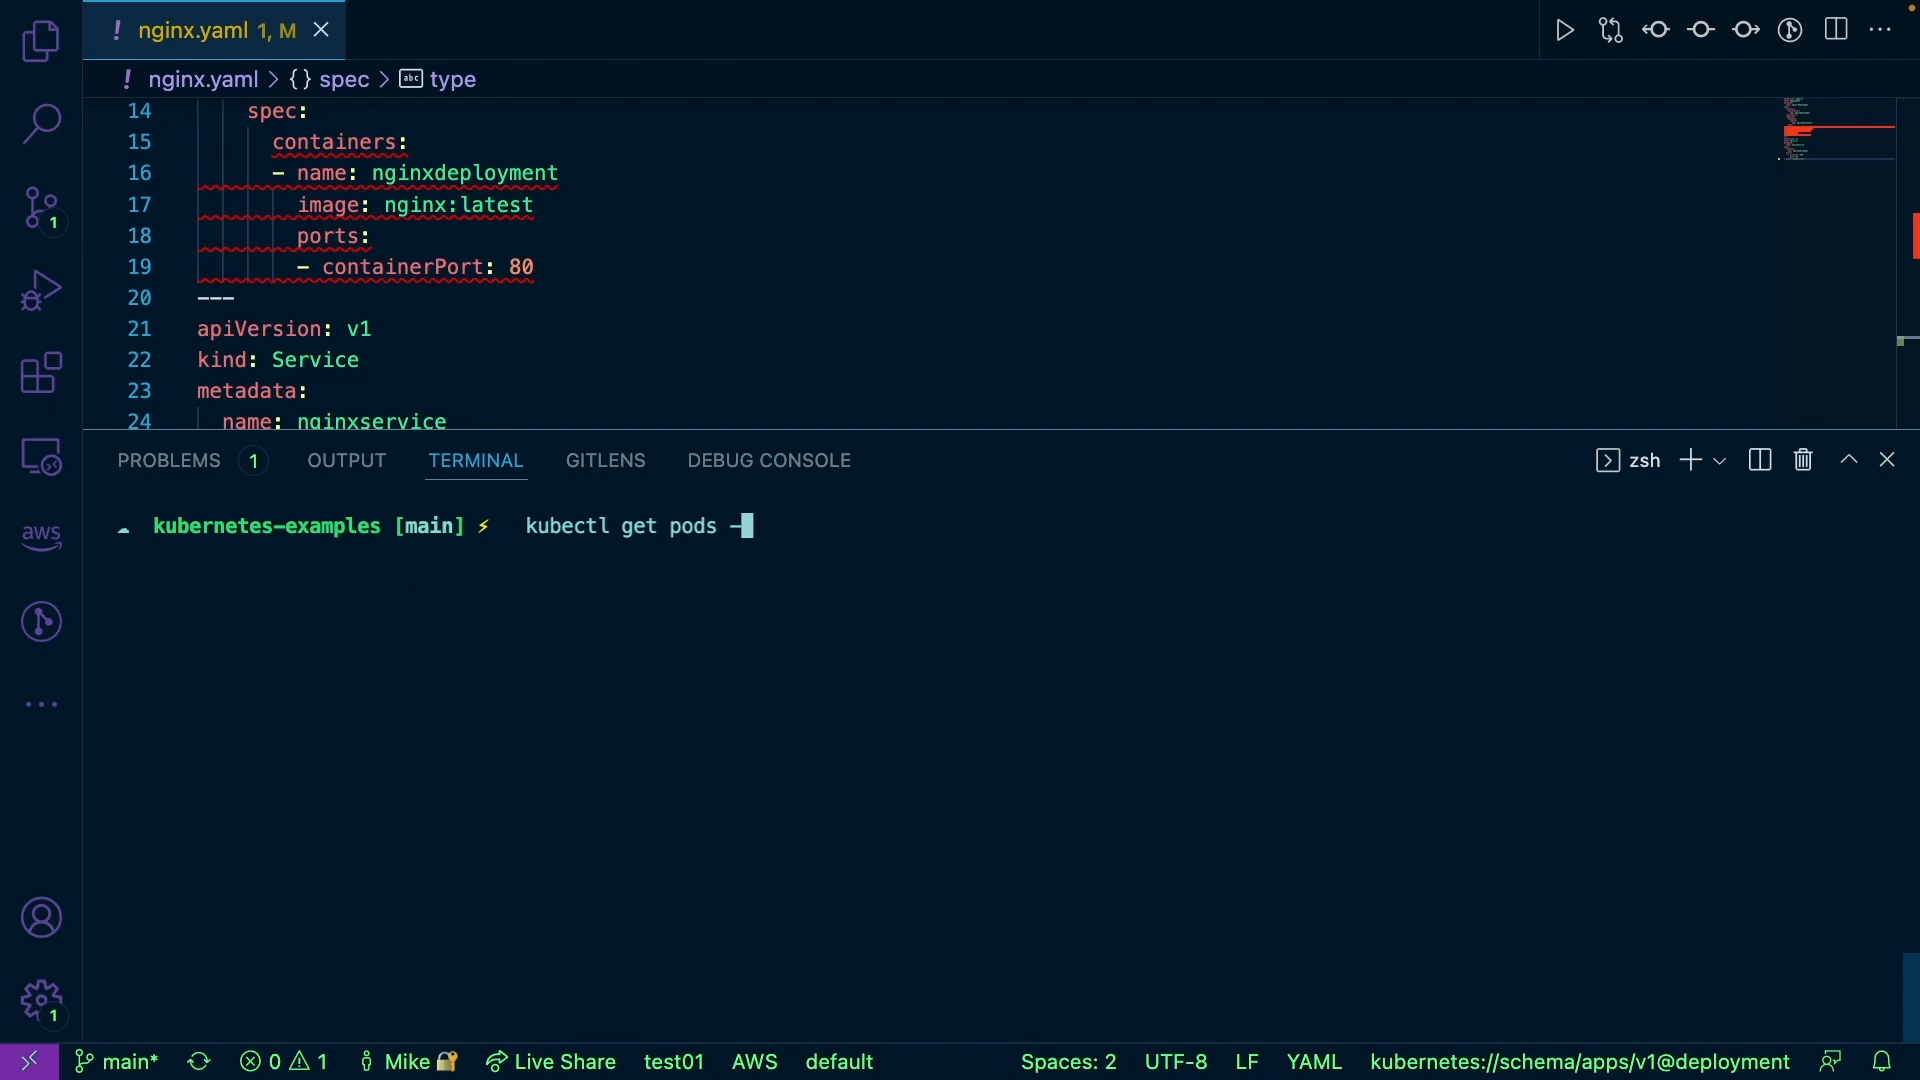 ! nginx.yaml 1, M
! nginx.yaml > {} spec > abc type
14 spec:
15 containers:
16 - name: nginxdeployment
17 image: nginx:latest
18 ports:
19 - containerPort: 80
20 ---
21 apiVersion: v1
22 kind: Service
23 metadata:
24 name: nginxservice
PROBLEMS 1 OUTPUT TERMINAL GITLENS DEBUG CONSOLE zsh
kubernetes-examples [main] ⚡ kubectl get pods -
1
aws
1
main* 0 1 Mike 🔐 Live Share test01 AWS default Spaces: 2 UTF-8 LF YAML kubernetes://schema/apps/v1@deployment